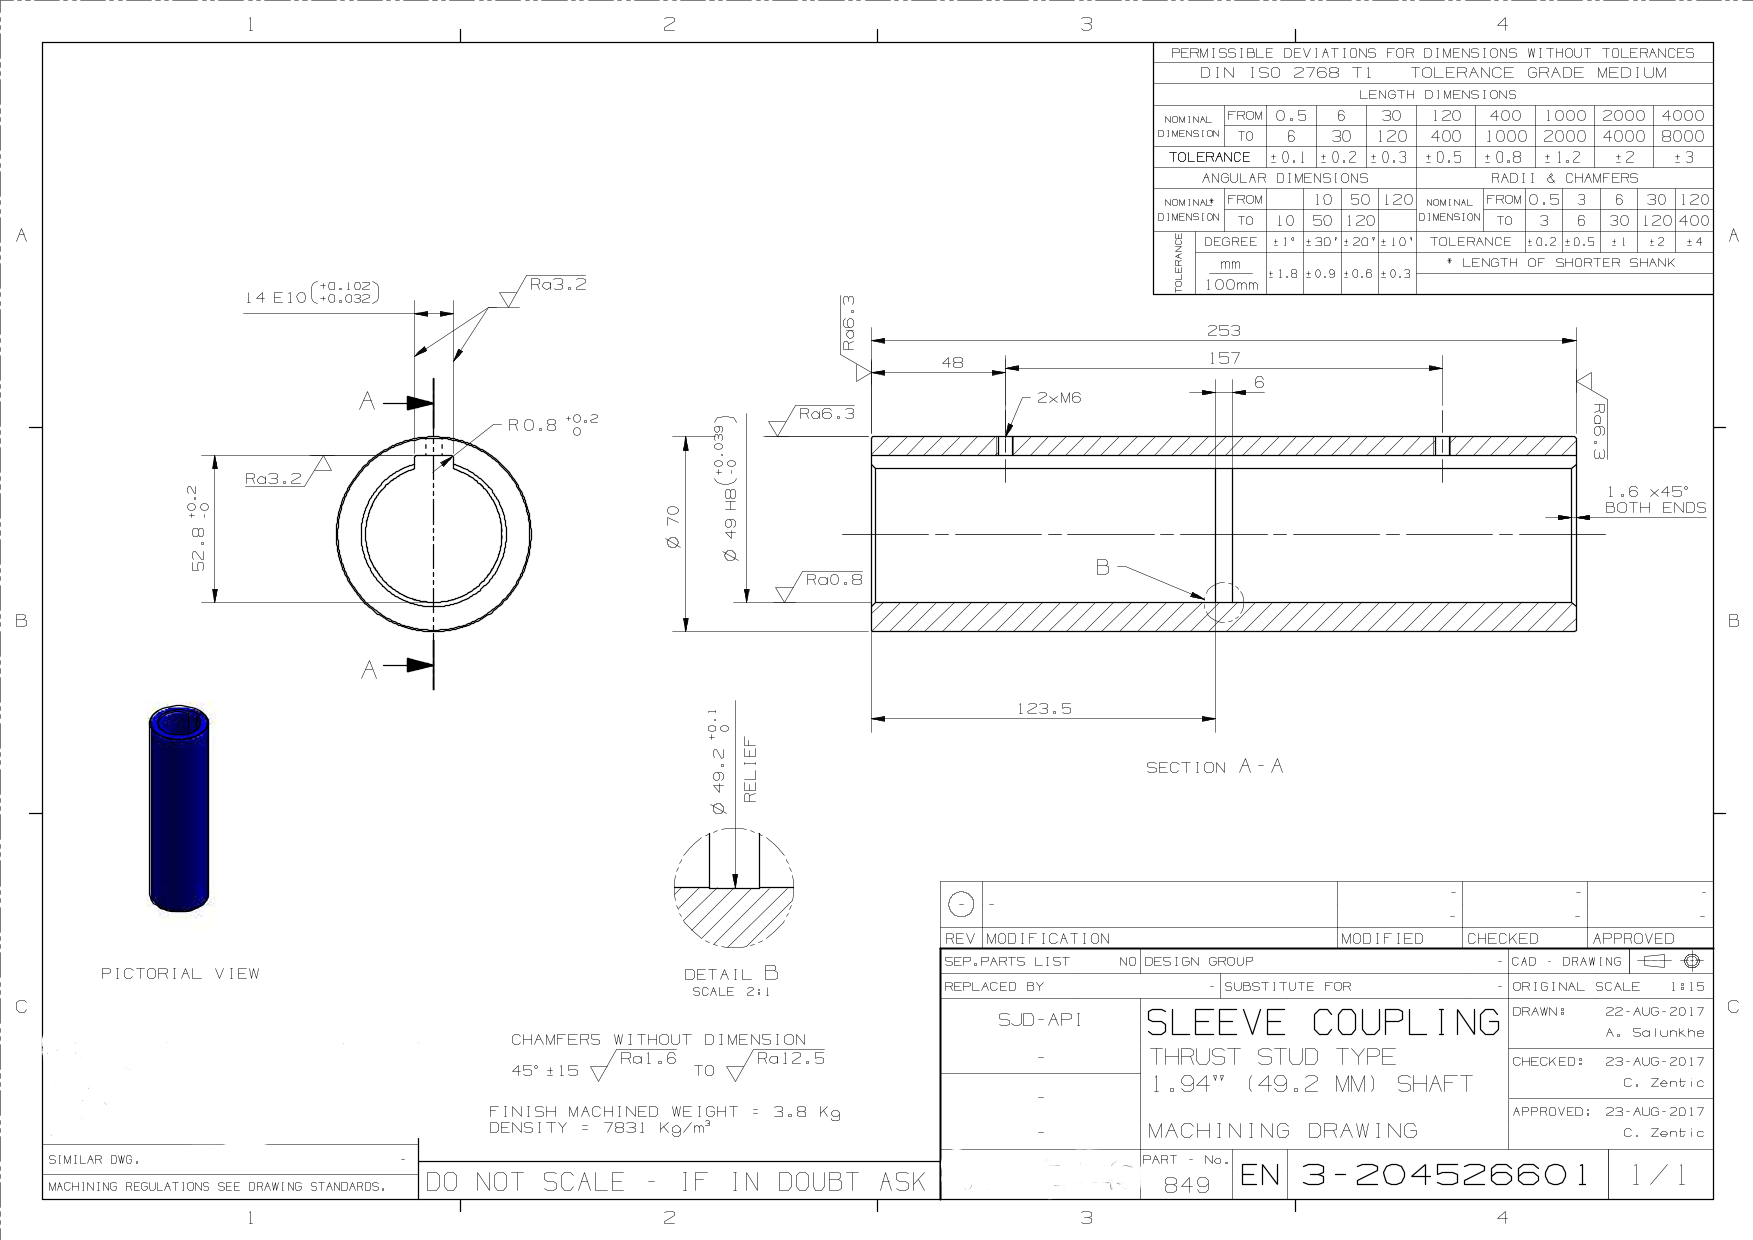 1 2 3 4
PERMISSIBLE DEVIATIONS FOR DIMENSIONS WITHOUT TOLERANCES
DIN ISO 2768 T1 TOLERANCE GRADE MEDIUM
LENGTH DIMENSIONS
NOMINAL DIMENSION
FROM 0.5 6 30 120 400 1000 2000 4000
TO 6 30 120 400 1000 2000 4000 8000
TOLERANCE ±0.1 ±0.2 ±0.3 ±0.5 ±0.8 ±1.2 ±2 ±3
ANGULAR DIMENSIONS RADII & CHAMFERS
NOMINAL* DIMENSION
FROM 10 50 120
TO 10 50 120
NOMINAL DIMENSION
FROM 0.5 3 6 30 120
TO 3 6 30 120 400
TOLERANCE
DEGREE ±1° ±30' ±20' ±10'
TOLERANCE ±0.2 ±0.5 ±1 ±2 ±4
mm
100mm
±1.8 ±0.9 ±0.6 ±0.3
* LENGTH OF SHORTER SHANK
A
A
14 E10(+0.102 +0.032)
Ra3.2
A
R0.8 +0.2 0
Ra3.2
52.8 +0.2 -0
A
Ra6.3
253
48
157
6
2xM6
Ra6.3
Ra6.3
Ø 70
Ø 49 H8(+0.039 -0)
1.6 x45°
BOTH ENDS
B
Ra0.8
123.5
SECTION A-A
B
B
Ø 49.2 +0.1 0
RELIEF
DETAIL B
SCALE 2:1
PICTORIAL VIEW
C
C
CHAMFERS WITHOUT DIMENSION
45° ±15 Ra1.6 TO Ra12.5
FINISH MACHINED WEIGHT = 3.8 Kg
DENSITY = 7831 Kg/m³
- - - - -
- - -
REV MODIFICATION MODIFIED CHECKED APPROVED
SEP.PARTS LIST NO DESIGN GROUP - CAD - DRAWING
REPLACED BY - SUBSTITUTE FOR - ORIGINAL SCALE 1:15
SJD-API
-
-
-
SLEEVE COUPLING
THRUST STUD TYPE
1.94" (49.2 MM) SHAFT
MACHINING DRAWING
DRAWN: 22-AUG-2017
A. Salunkhe
CHECKED: 23-AUG-2017
C. Zentic
APPROVED: 23-AUG-2017
C. Zentic
PART - No.
849
EN 3-204526601 1/1
SIMILAR DWG. -
MACHINING REGULATIONS SEE DRAWING STANDARDS.
DO NOT SCALE - IF IN DOUBT ASK
1 2 3 4